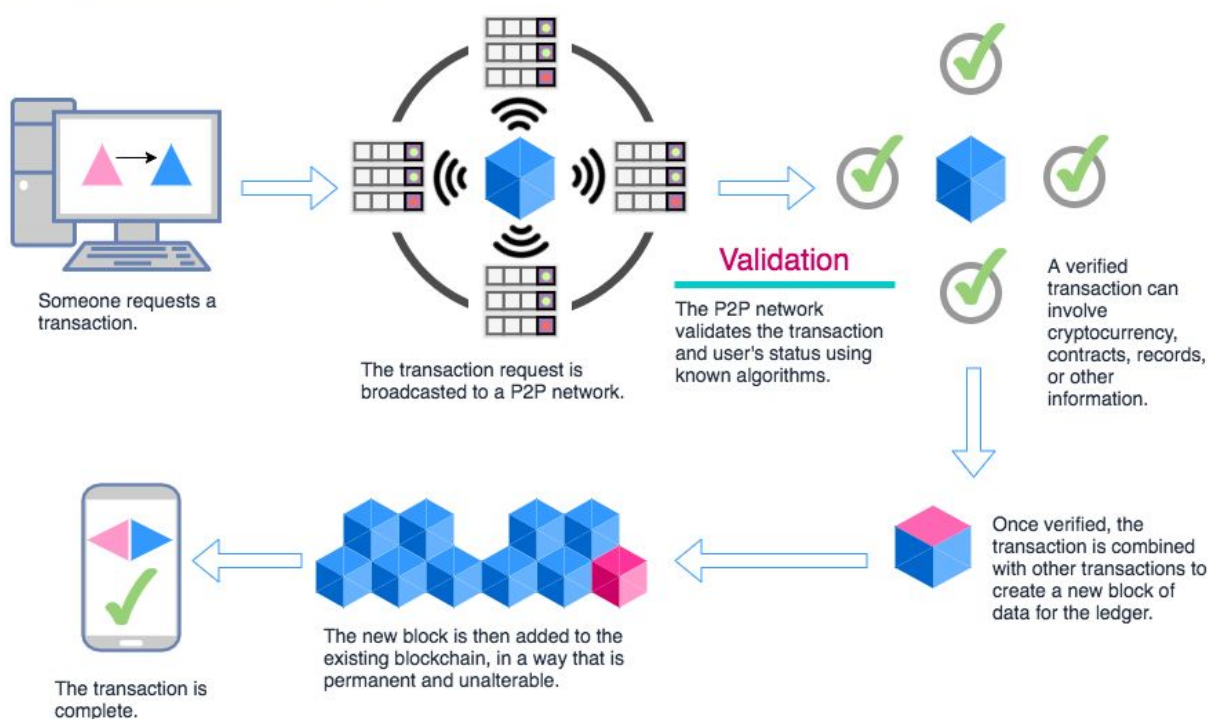 Someone requests a
transaction.
The transaction request is
broadcasted to a P2P network.
Validation
The P2P network
validates the transaction
and user's status using
known algorithms.
A verified
transaction can
involve
cryptocurrency,
contracts, records,
or other
information.
Once verified, the
transaction is combined
with other transactions to
create a new block of
data for the ledger.
The new block is then added to the
existing blockchain, in a way that is
permanent and unalterable.
The transaction is
complete.